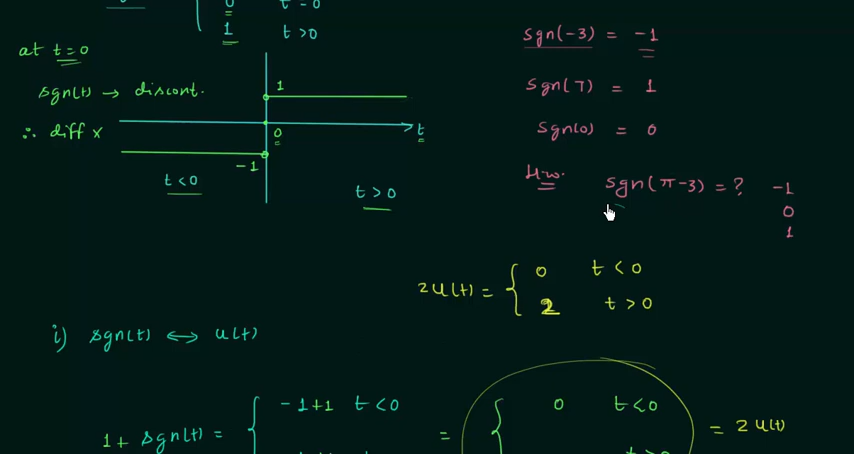 0 t = 0
1 t > 0
at t = 0
sgn(t) → discont.
∴ diff x
1
0
t
-1
t < 0
t > 0
sgn(-3) = -1
sgn(7) = 1
sgn(0) = 0
H.w. sgn(π-3) = ? -1
0
1
2u(t) = { 0 t < 0
2 t > 0
i) sgn(t) ↔ u(t)
1 + sgn(t) = { -1+1 t < 0
= { 0 t < 0
= 2u(t)